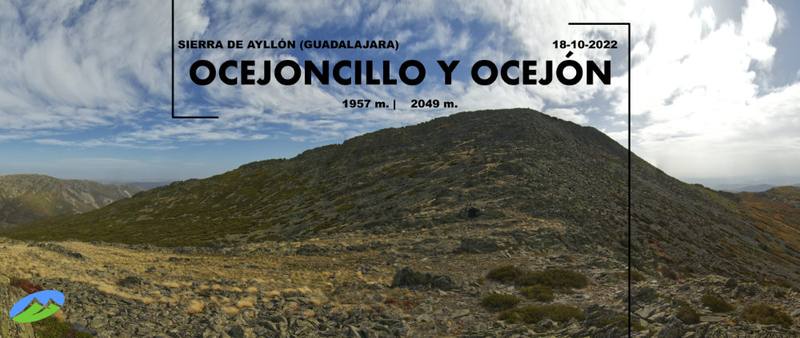 SIERRA DE AYLLÓN (GUADALAJARA) 18-10-2022
OCEJONCILLO Y OCEJÓN
1957 m. | 2049 m.